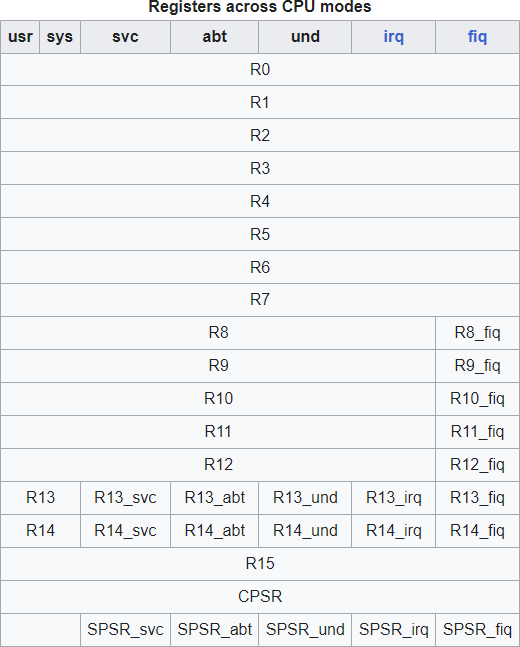 Registers across CPU modes
usr sys svc abt und irq fiq
R0
R1
R2
R3
R4
R5
R6
R7
R8 R8_fiq
R9 R9_fiq
R10 R10_fiq
R11 R11_fiq
R12 R12_fiq
R13 R13_svc R13_abt R13_und R13_irq R13_fiq
R14 R14_svc R14_abt R14_und R14_irq R14_fiq
R15
CPSR
SPSR_svc SPSR_abt SPSR_und SPSR_irq SPSR_fiq